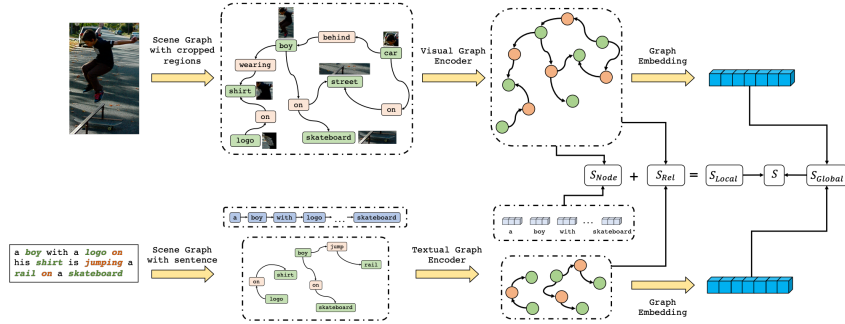 Scene Graph
with cropped
regions
boy
behind
car
wearing
shirt
street
on
on
on
logo
skateboard
Visual Graph
Encoder
Graph
Embedding
S_Node + S_Rel = S_Local S S_Global
a boy with logo ... skateboard
a boy with a logo on
his shirt is jumping a
rail on a skateboard
Scene Graph
with sentence
jump
boy
rail
shirt
on
on
logo
skateboard
Textual Graph
Encoder
a boy with ... skateboard
Graph
Embedding